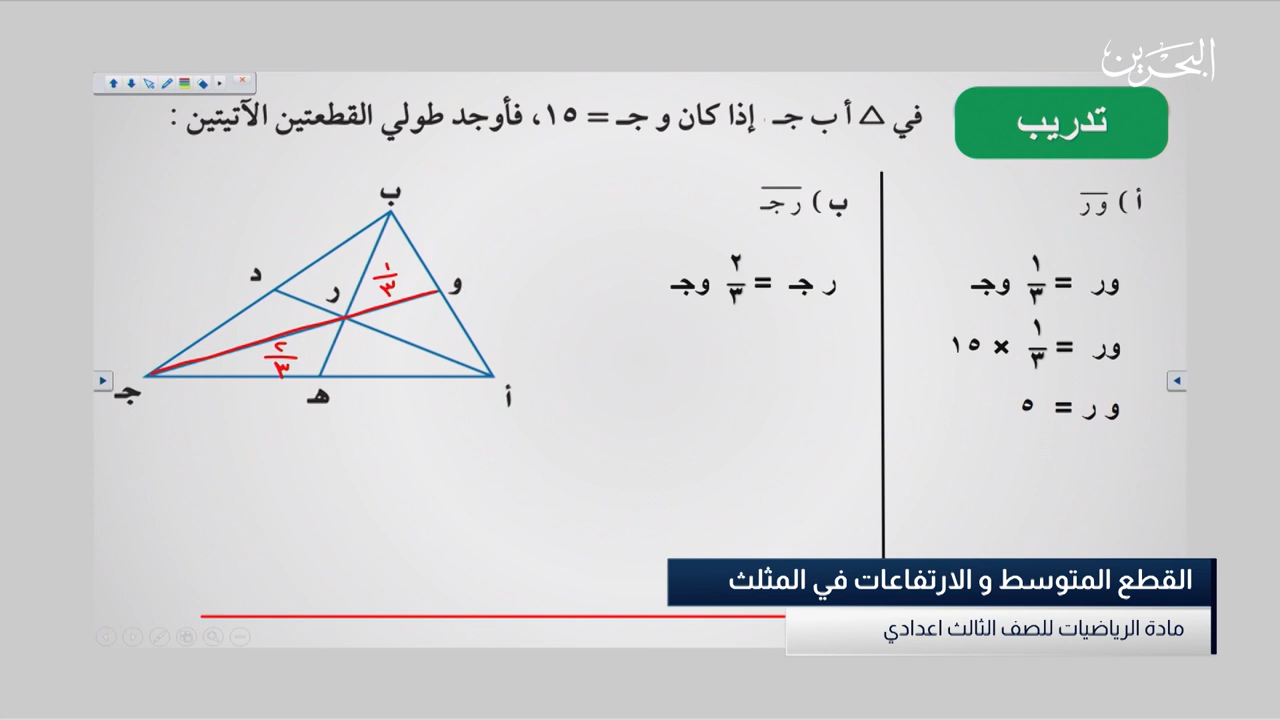 البحرين
تدريب
في △ أ ب جـ إذا كان و جـ = ١٥، فأوجد طولي القطعتين الآتيتين :
أ ) و ر
ور = ١/٣ وجـ
ور = ١/٣ × ١٥
و ر = ٥
ب ) ر جـ
ر جـ = ٢/٣ وجـ
ب
د
ر
١/٣
و
٢/٣
جـ
هـ
أ
القطع المتوسط و الارتفاعات في المثلث
مادة الرياضيات للصف الثالث اعدادي